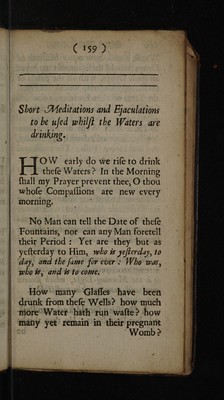 ( 159 )
Short Meditations and Ejaculations
to be uſed whilſt the Waters are
drinking.
HOW early do we riſe to drink
theſe Waters? In the Morning
ſhall my Prayer prevent thee, O thou
whoſe Compaſſions are new every
morning.
No Man can tell the Date of theſe
Fountains, nor can any Man foretell
their Period : Yet are they but as
yeſterday to Him, who is yeſterday, to
day, and the ſame for ever : Who was,
who is, and is to come.
How many Glaſſes have been
drunk from theſe Wells? how much
more Water hath run waſte? how
many yet remain in their pregnant
Womb?